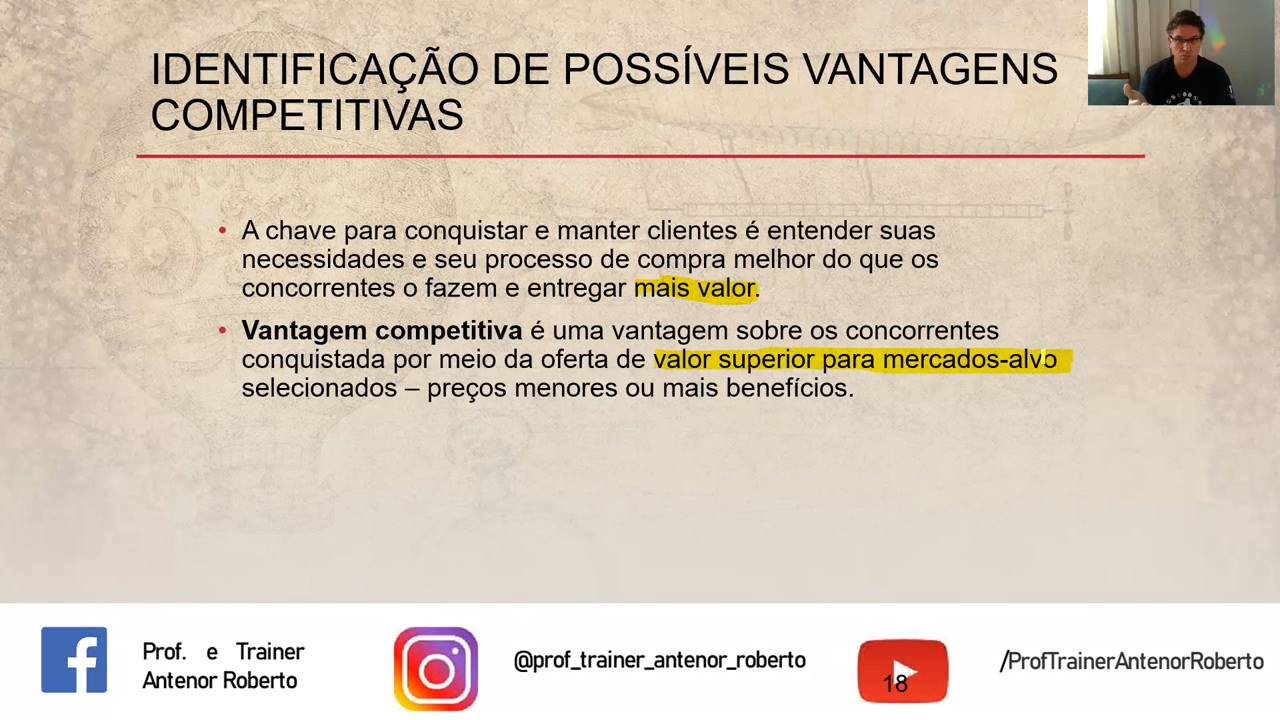 IDENTIFICAÇÃO DE POSSÍVEIS VANTAGENS
COMPETITIVAS
• A chave para conquistar e manter clientes é entender suas
necessidades e seu processo de compra melhor do que os
concorrentes o fazem e entregar mais valor.
• Vantagem competitiva é uma vantagem sobre os concorrentes
conquistada por meio da oferta de valor superior para mercados-alvo
selecionados – preços menores ou mais benefícios.
Prof. e Trainer
Antenor Roberto
@prof_trainer_antenor_roberto
18
/ProfTrainerAntenorRoberto